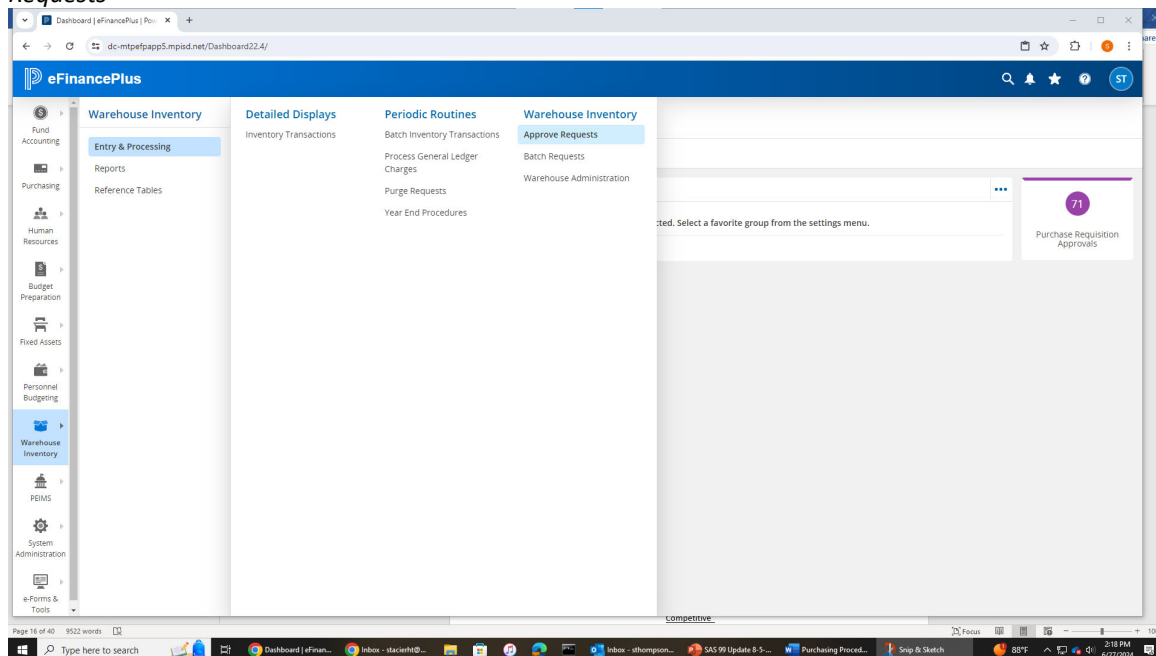 Requests
Dashboard | eFinancePlus | Pow
dc-mtpefpapp5.mpisd.net/Dashboard22.4/
S
eFinancePlus
ST
Fund
Accounting
Purchasing
Human
Resources
Budget
Preparation
Fixed Assets
Personnel
Budgeting
Warehouse
Inventory
PEIMS
System
Administration
e-Forms &
Tools
Warehouse Inventory
Entry & Processing
Reports
Reference Tables
Detailed Displays
Inventory Transactions
Periodic Routines
Batch Inventory Transactions
Process General Ledger
Charges
Purge Requests
Year End Procedures
Warehouse Inventory
Approve Requests
Batch Requests
Warehouse Administration
cted. Select a favorite group from the settings menu.
71
Purchase Requisition
Approvals
Competitive
Page 16 of 40 9522 words
Focus
Type here to search
Dashboard | eFinan...
Inbox - stacierht@...
Inbox - sthompson...
SAS 99 Update 8-5-...
Purchasing Proced...
Snip & Sketch
88°F
2:18 PM
6/27/2024